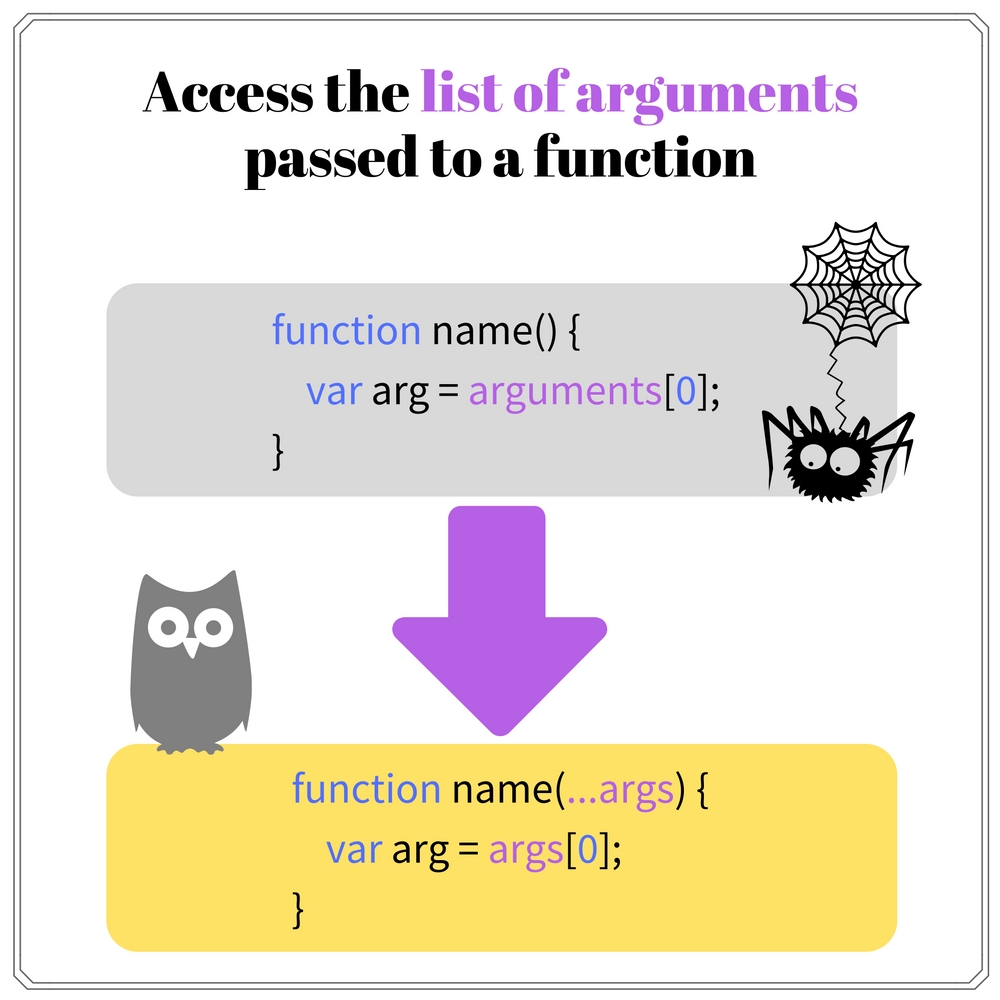 Access the list of arguments
passed to a function
function name() {
var arg = arguments[0];
}
function name(...args) {
var arg = args[0];
}